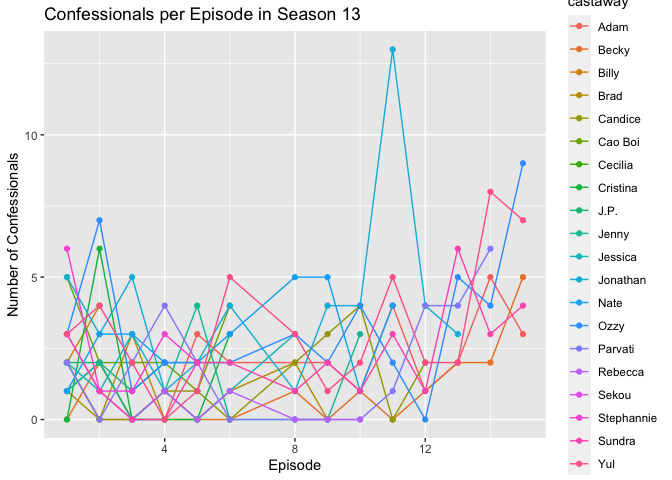 Confessionals per Episode in Season 13
castaway
Adam
Becky
Billy
Brad
Candice
Cao Boi
Cecilia
Cristina
J.P.
Jenny
Jessica
Jonathan
Nate
Ozzy
Parvati
Rebecca
Sekou
Stephannie
Sundra
Yul
Number of Confessionals
10
5
0
4
8
12
Episode